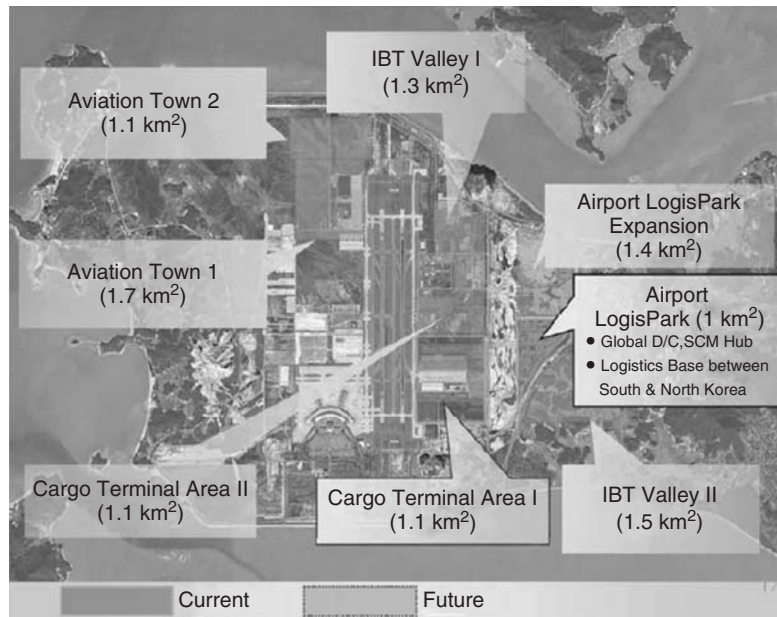 IBT Valley I
(1.3 km²)
Aviation Town 2
(1.1 km²)
Airport LogisPark
Expansion
(1.4 km²)
Aviation Town 1
(1.7 km²)
Airport
LogisPark (1 km²)
• Global D/C,SCM Hub
• Logistics Base between
South & North Korea
Cargo Terminal Area II
(1.1 km²)
Cargo Terminal Area I
(1.1 km²)
IBT Valley II
(1.5 km²)
Current
Future